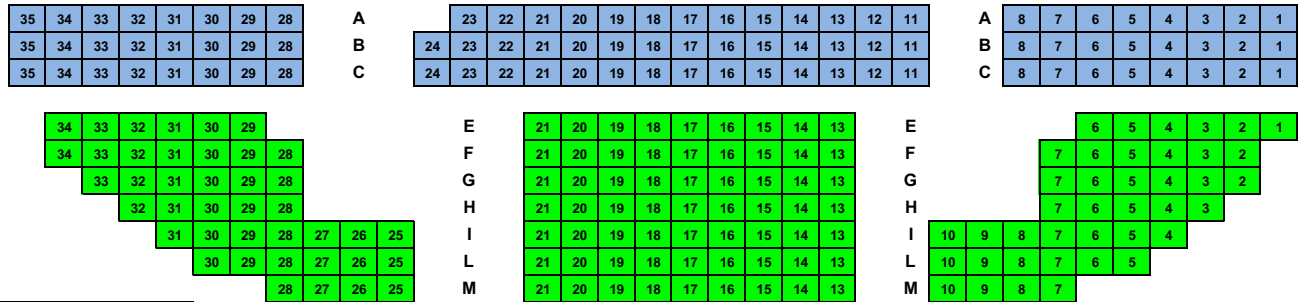 35 34 33 32 31 30 29 28 A 23 22 21 20 19 18 17 16 15 14 13 12 11 A 8 7 6 5 4 3 2 1
35 34 33 32 31 30 29 28 B 24 23 22 21 20 19 18 17 16 15 14 13 12 11 B 8 7 6 5 4 3 2 1
35 34 33 32 31 30 29 28 C 24 23 22 21 20 19 18 17 16 15 14 13 12 11 C 8 7 6 5 4 3 2 1
34 33 32 31 30 29 E 21 20 19 18 17 16 15 14 13 E 6 5 4 3 2 1
34 33 32 31 30 29 28 F 21 20 19 18 17 16 15 14 13 F 7 6 5 4 3 2
33 32 31 30 29 28 G 21 20 19 18 17 16 15 14 13 G 7 6 5 4 3 2
32 31 30 29 28 H 21 20 19 18 17 16 15 14 13 H 7 6 5 4 3
31 30 29 28 27 26 25 I 21 20 19 18 17 16 15 14 13 I 10 9 8 7 6 5 4
30 29 28 27 26 25 L 21 20 19 18 17 16 15 14 13 L 10 9 8 7 6 5
28 27 26 25 M 21 20 19 18 17 16 15 14 13 M 10 9 8 7